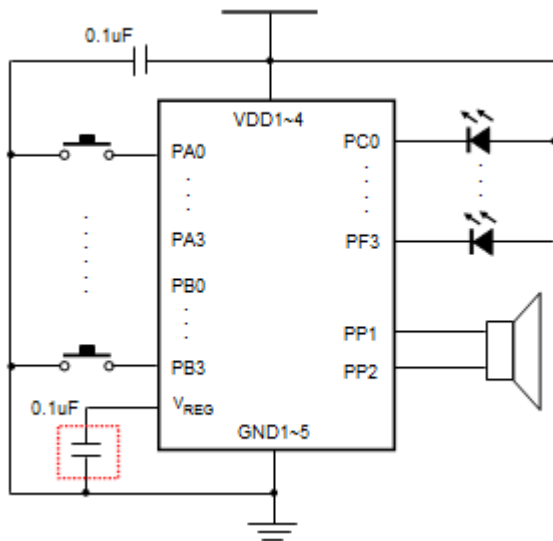 0.1uF
VDD1~4
PA0
PC0
PA3
PF3
PB0
PP1
PB3
PP2
0.1uF
VREG
GND1~5